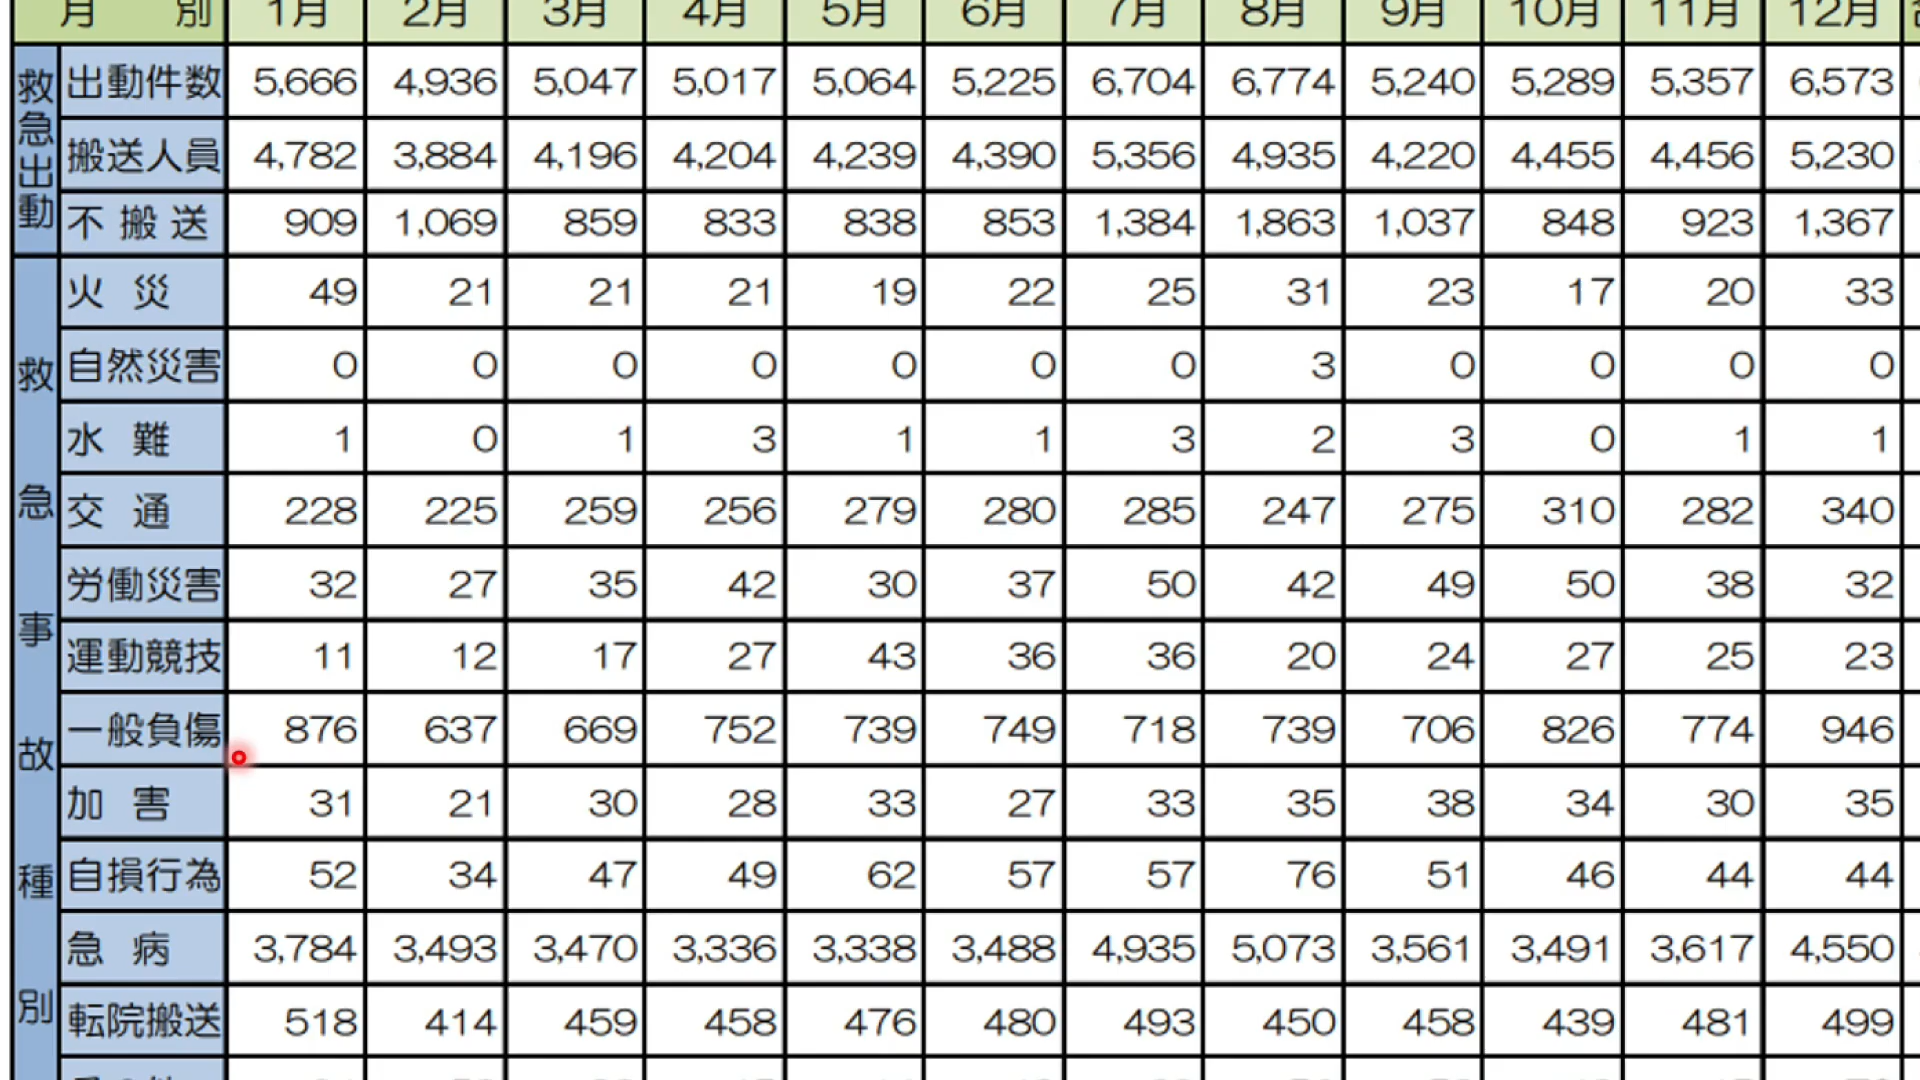 月 別 1月 2月 3月 4月 5月 6月 7月 8月 9月 10月 11月 12月
救急出動
出動件数 5,666 4,936 5,047 5,017 5,064 5,225 6,704 6,774 5,240 5,289 5,357 6,573
搬送人員 4,782 3,884 4,196 4,204 4,239 4,390 5,356 4,935 4,220 4,455 4,456 5,230
不搬送 909 1,069 859 833 838 853 1,384 1,863 1,037 848 923 1,367
救急事故種別
火災 49 21 21 21 19 22 25 31 23 17 20 33
自然災害 0 0 0 0 0 0 0 3 0 0 0 0
水難 1 0 1 3 1 1 3 2 3 0 1 1
交通 228 225 259 256 279 280 285 247 275 310 282 340
労働災害 32 27 35 42 30 37 50 42 49 50 38 32
運動競技 11 12 17 27 43 36 36 20 24 27 25 23
一般負傷 876 637 669 752 739 749 718 739 706 826 774 946
加害 31 21 30 28 33 27 33 35 38 34 30 35
自損行為 52 34 47 49 62 57 57 76 51 46 44 44
急病 3,784 3,493 3,470 3,336 3,338 3,488 4,935 5,073 3,561 3,491 3,617 4,550
転院搬送 518 414 459 458 476 480 493 450 458 439 481 499